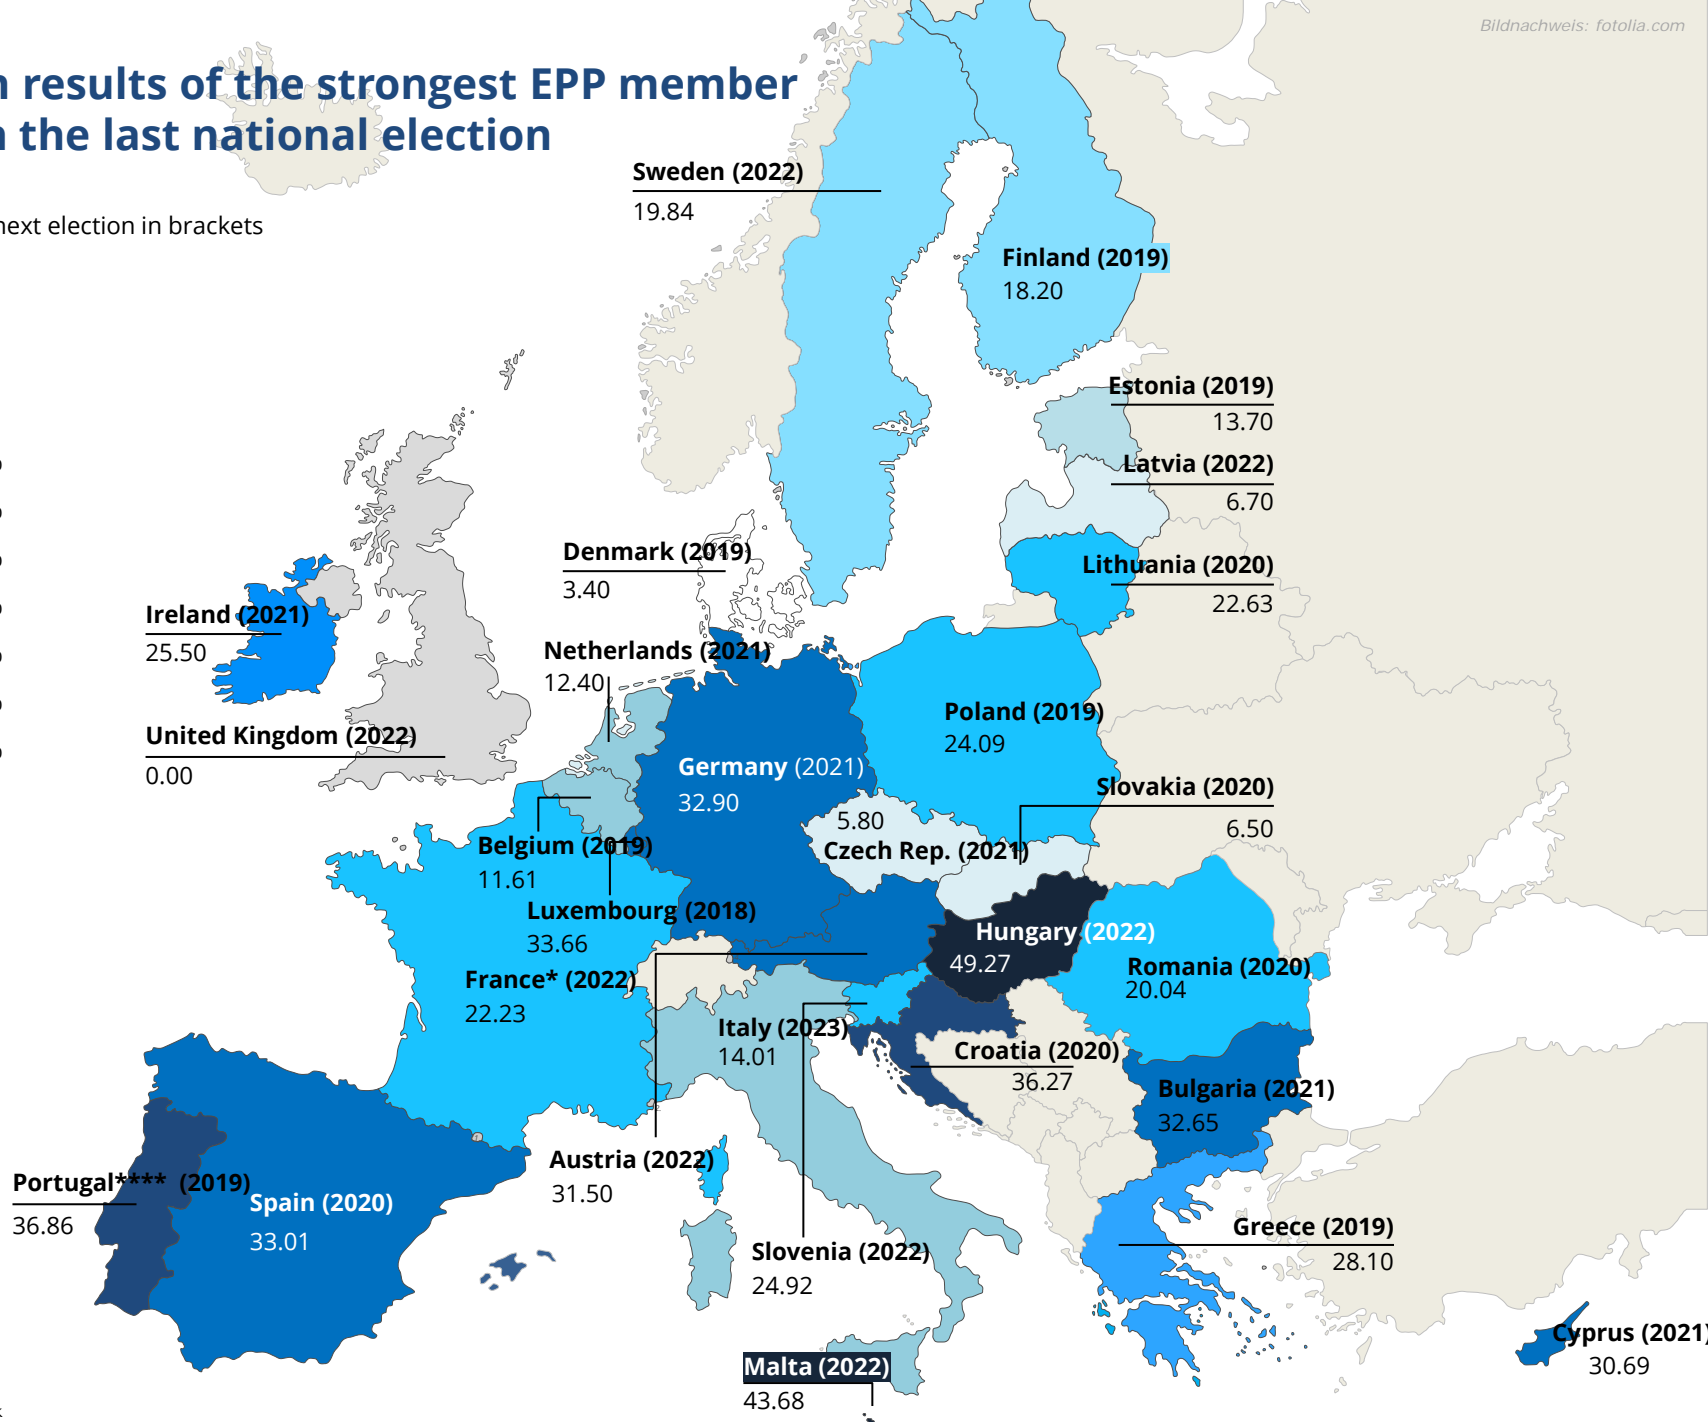 Bildnachweis: fotolia.com
results of the strongest EPP member
the last national election
next election in brackets
Sweden (2022)
19.84
Finland (2019)
18.20
Estonia (2019)
13.70
Latvia (2022)
6.70
Denmark (2019)
3.40
Lithuania (2020)
22.63
Ireland (2021)
25.50
Netherlands (2021)
12.40
United Kingdom (2022)
0.00
Poland (2019)
24.09
Germany (2021)
32.90
Slovakia (2020)
6.50
5.80
Czech Rep. (2021)
Belgium (2019)
11.61
Luxembourg (2018)
33.66
Hungary (2022)
49.27
France* (2022)
22.23
Romania (2020)
20.04
Italy (2023)
14.01
Croatia (2020)
36.27
Bulgaria (2021)
32.65
Austria (2022)
31.50
Portugal**** (2019)
36.86
Spain (2020)
33.01
Greece (2019)
28.10
Slovenia (2022)
24.92
Cyprus (2021)
30.69
Malta (2022)
43.68